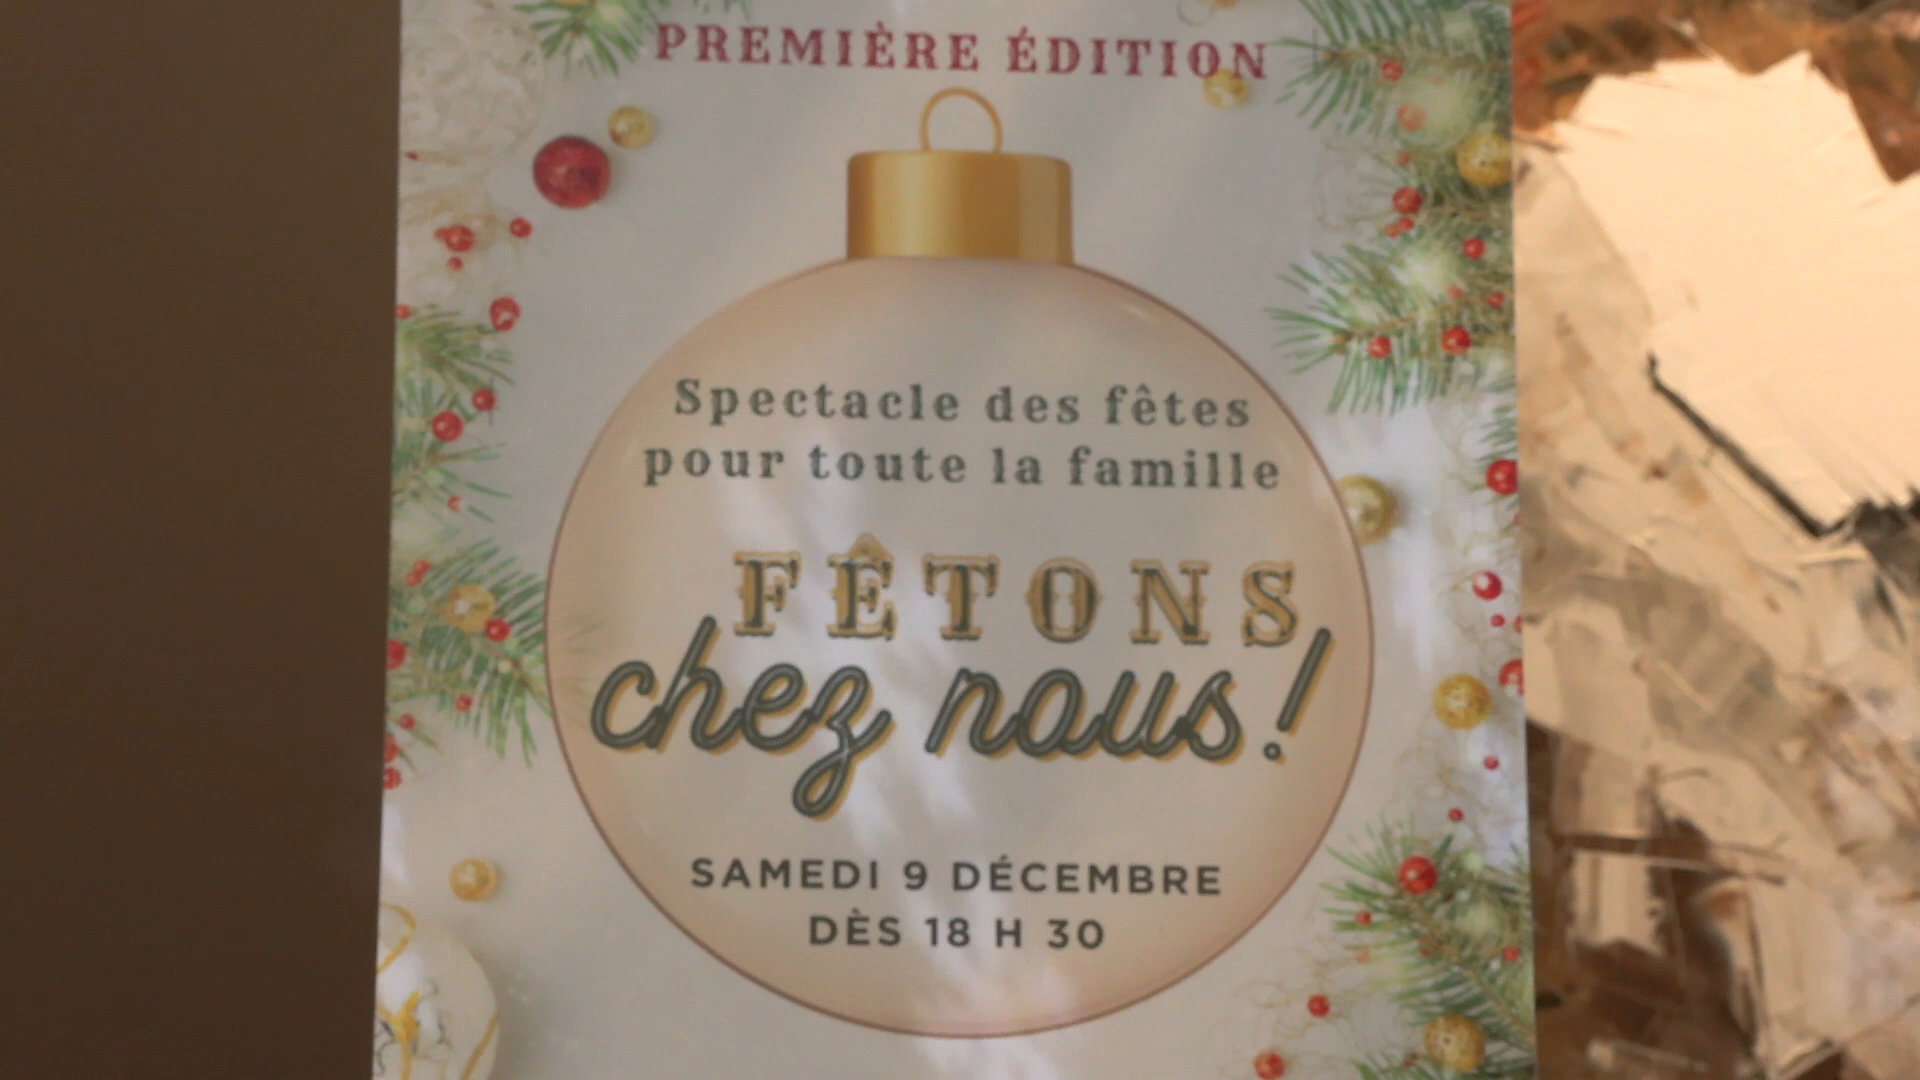 PREMIÈRE ÉDITION
Spectacle des fêtes
pour toute la famille
FÊTONS
chez nous!
SAMEDI 9 DÉCEMBRE
DÈS 18 H 30